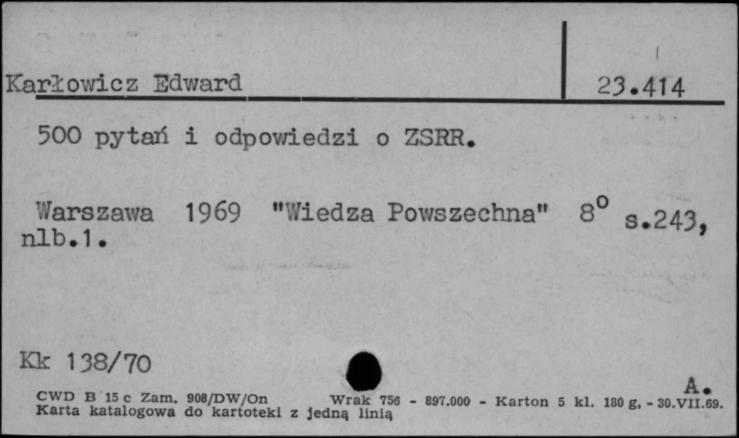 Karłowicz Edward 23.414
500 pytań i odpowiedzi o ZSRR.
Warszawa 1969 "Wiedza Powszechna" 8° s.243,
nlb.1.
Kk 138/70
A.
CWD B 15 c Zam. 908/DW/On Wrak 756 - 897.000 - Karton 5 kl. 180 g. - 30.VII.69.
Karta katalogowa do kartoteki z jedną linią